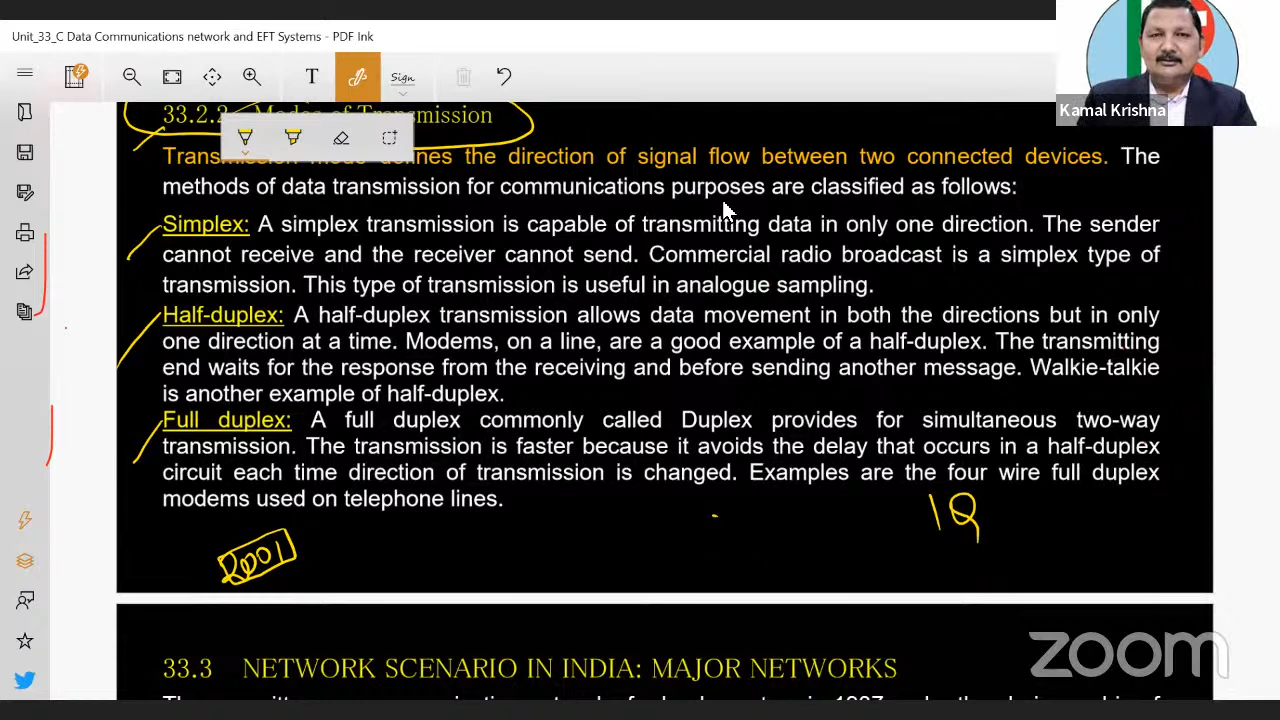 Unit_33_C Data Communications network and EFT Systems - PDF Ink
T
Sign
Kamal Krishna
33.2.2 Modes of Transmission
Transmission mode defines the direction of signal flow between two connected devices. The
methods of data transmission for communications purposes are classified as follows:
Simplex: A simplex transmission is capable of transmitting data in only one direction. The sender
cannot receive and the receiver cannot send. Commercial radio broadcast is a simplex type of
transmission. This type of transmission is useful in analogue sampling.
Half-duplex: A half-duplex transmission allows data movement in both the directions but in only
one direction at a time. Modems, on a line, are a good example of a half-duplex. The transmitting
end waits for the response from the receiving and before sending another message. Walkie-talkie
is another example of half-duplex.
Full duplex: A full duplex commonly called Duplex provides for simultaneous two-way
transmission. The transmission is faster because it avoids the delay that occurs in a half-duplex
circuit each time direction of transmission is changed. Examples are the four wire full duplex
modems used on telephone lines.
1Q
zoom
33.3 NETWORK SCENARIO IN INDIA: MAJOR NETWORKS